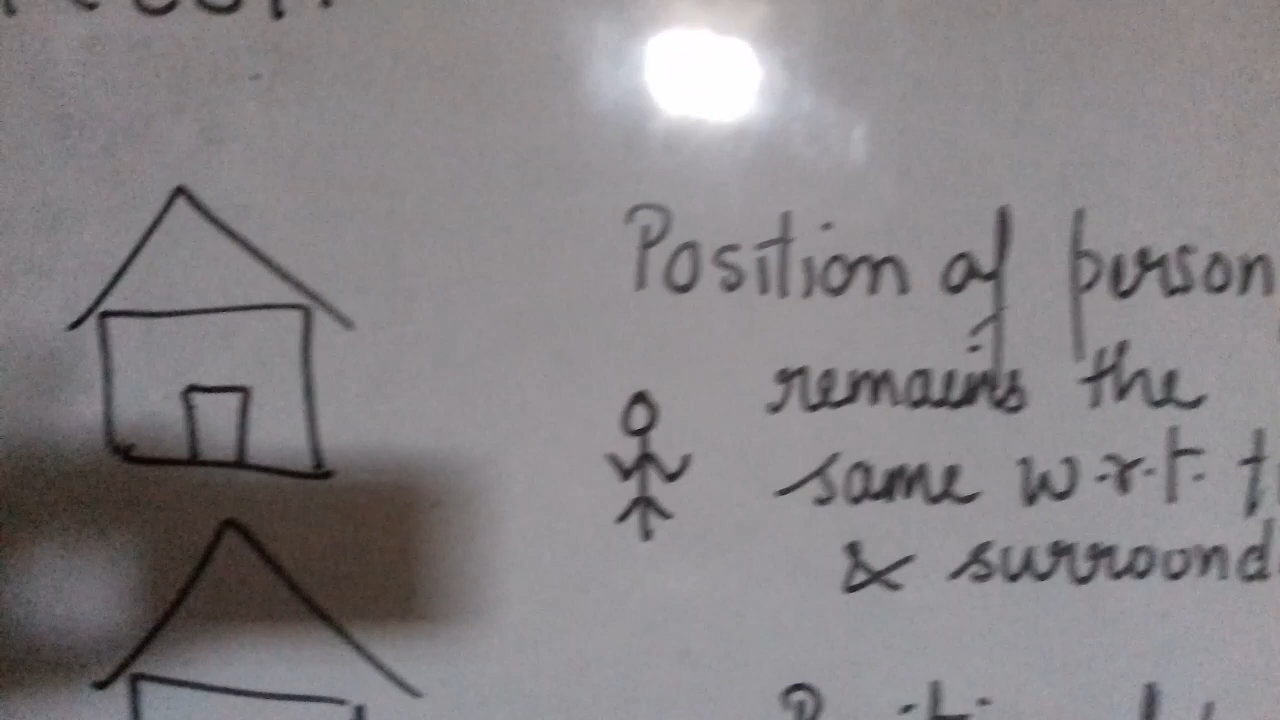 Position of person
remains the
same w.r.t. t
& surround